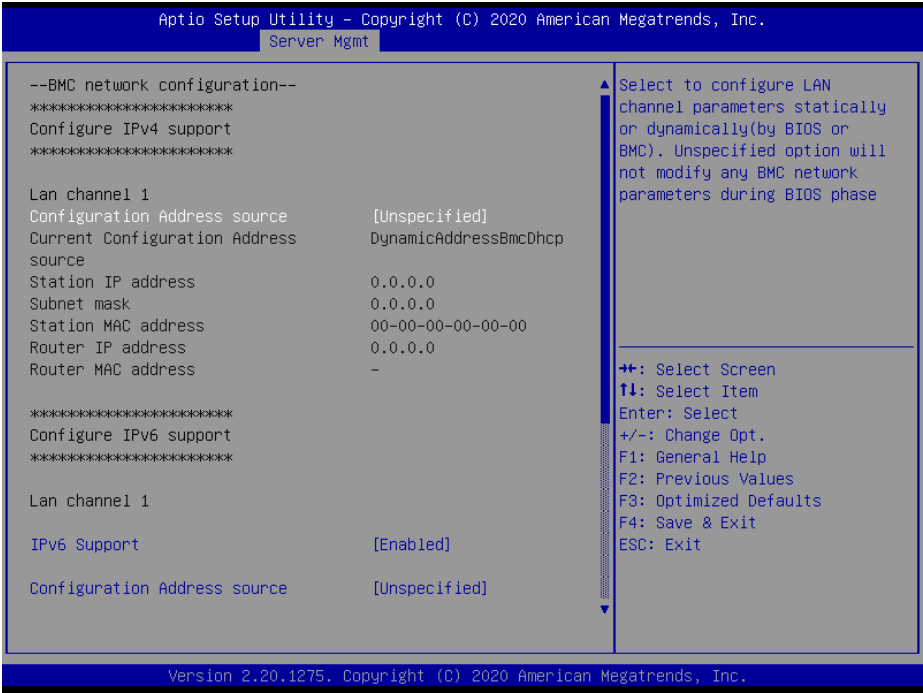 Aptio Setup Utility – Copyright (C) 2020 American Megatrends, Inc.
Server Mgmt
--BMC network configuration--
***********************
Configure IPv4 support
***********************
Lan channel 1
Configuration Address source [Unspecified]
Current Configuration Address DynamicAddressBmcDhcp
source
Station IP address 0.0.0.0
Subnet mask 0.0.0.0
Station MAC address 00-00-00-00-00-00
Router IP address 0.0.0.0
Router MAC address –
***********************
Configure IPv6 support
***********************
Lan channel 1
IPv6 Support [Enabled]
Configuration Address source [Unspecified]
Select to configure LAN
channel parameters statically
or dynamically(by BIOS or
BMC). Unspecified option will
not modify any BMC network
parameters during BIOS phase
→←: Select Screen
↑↓: Select Item
Enter: Select
+/-: Change Opt.
F1: General Help
F2: Previous Values
F3: Optimized Defaults
F4: Save & Exit
ESC: Exit
Version 2.20.1275. Copyright (C) 2020 American Megatrends, Inc.